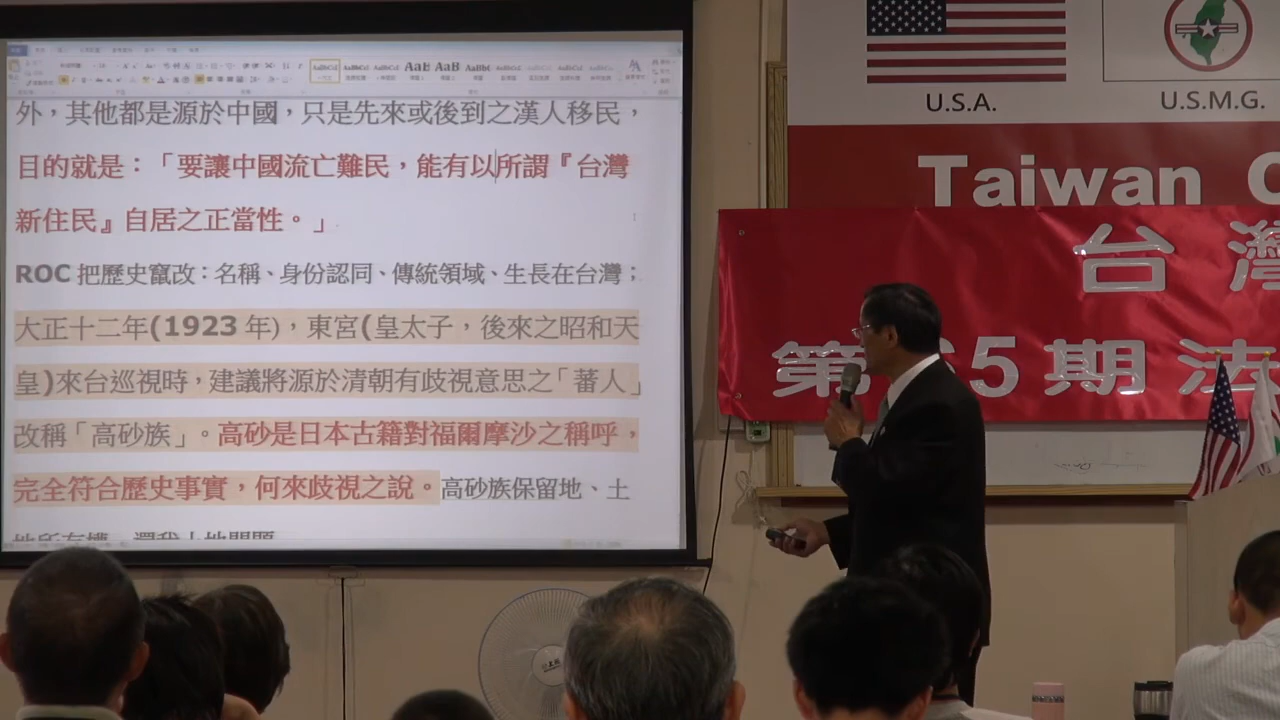 外，其他都是源於中國，只是先來或後到之漢人移民，
目的就是：「要讓中國流亡難民，能有以所謂『台灣
新住民』自居之正當性。」
ROC 把歷史竄改：名稱、身份認同、傳統領域、生長在台灣；
大正十二年(1923 年)，東宮(皇太子，後來之昭和天
皇)來台巡視時，建議將源於清朝有歧視意思之「蕃人」
改稱「高砂族」。高砂是日本古籍對福爾摩沙之稱呼，
完全符合歷史事實，何來歧視之說。高砂族保留地、土
U.S.A.
U.S.M.G.
Taiwan C
台灣
第 65期法